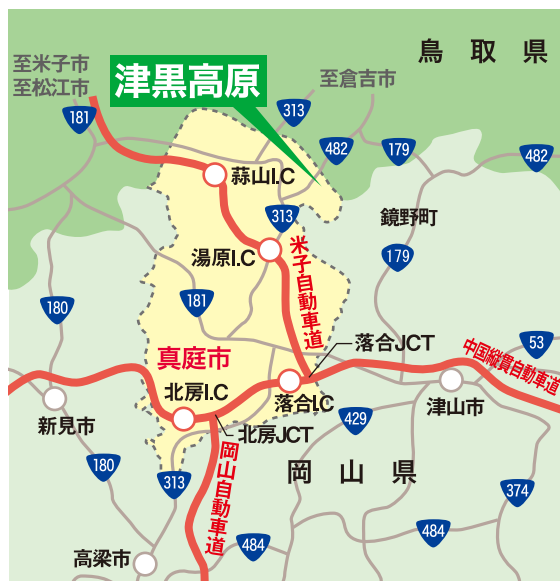 鳥取県
至米子市
至松江市
津黒高原
至倉吉市
181
313
482
179
482
蒜山I.C
313
鏡野町
湯原I.C
米子自動車道
179
180
181
落合JCT
53
真庭市
中国縦貫自動車道
北房I.C
落合I.C
津山市
新見市
429
北房JCT
岡山県
岡山自動車道
180
313
374
484
484
高梁市